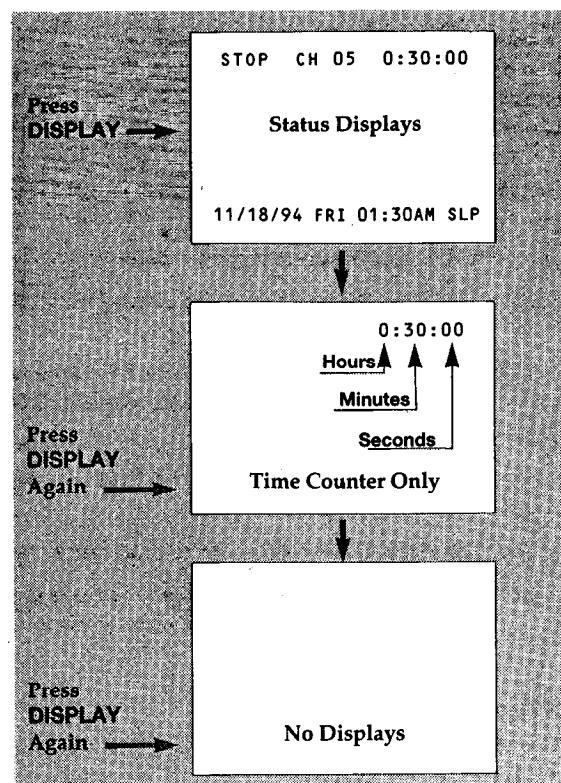 STOP CH 05 0:30:00
Press
DISPLAY
Status Displays
11/18/94 FRI 01:30AM SLP
0:30:00
Hours
Minutes
Seconds
Press
DISPLAY
Again
Time Counter Only
Press
DISPLAY
Again
No Displays